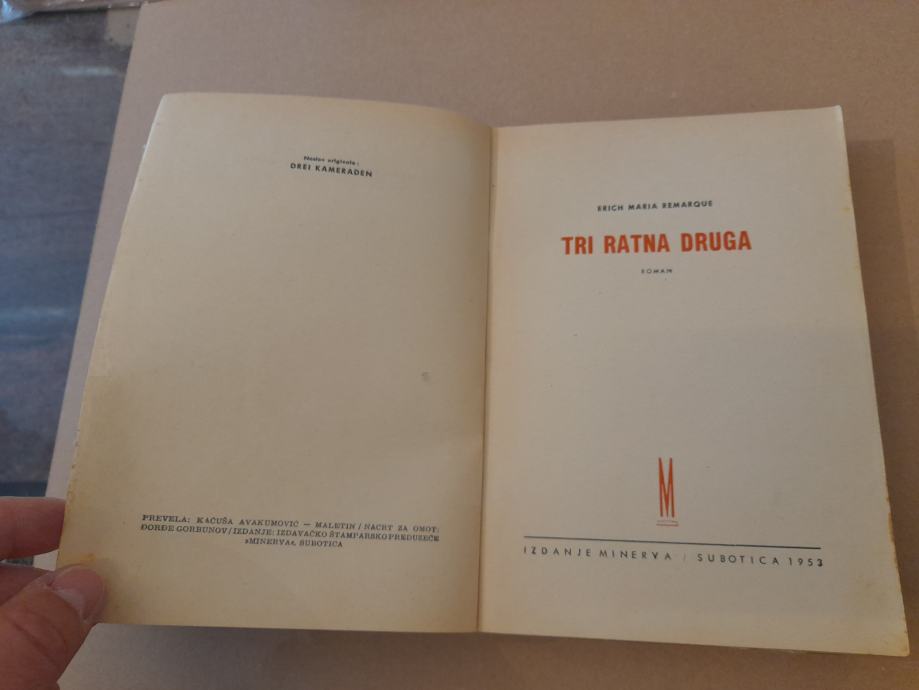 Naslov originala:
DREI KAMERADEN
PREVELA: KAĆUŠA AVAKUMOVIĆ — MALETIN / NACRT ZA OMOT:
ĐORĐE GORBUNOV / IZDANJE: IZDAVAČKO ŠTAMPARSKO PREDUZEĆE
»MINERVA«, SUBOTICA
ERICH MARIA REMARQUE
TRI RATNA DRUGA
ROMAN
M
IZDANJE MINERVA / SUBOTICA 1953